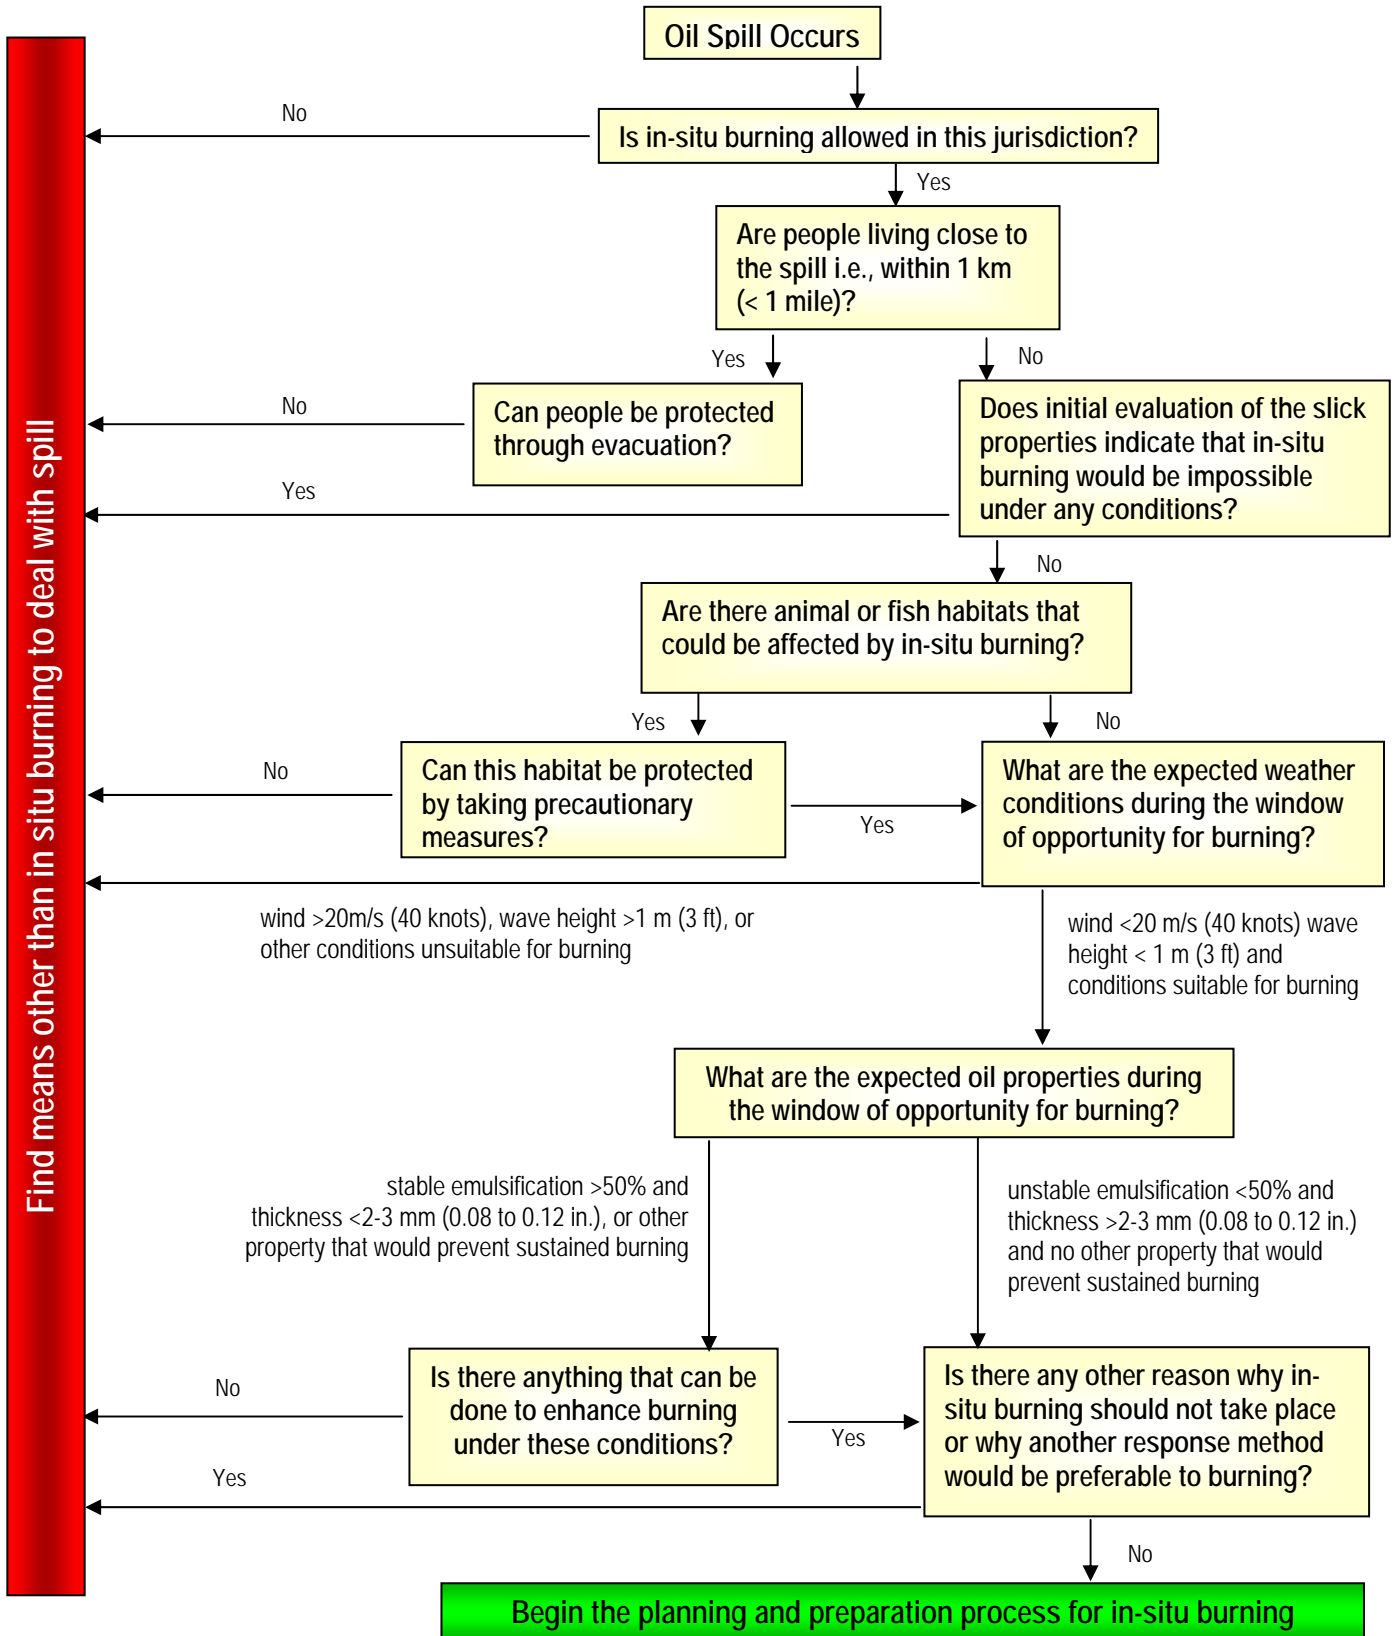 Oil Spill Occurs
No
Is in-situ burning allowed in this jurisdiction?
Yes
Are people living close to
the spill i.e., within 1 km
(< 1 mile)?
Yes
No
No
Can people be protected
through evacuation?
Does initial evaluation of the slick
properties indicate that in-situ
burning would be impossible
under any conditions?
Yes
No
Are there animal or fish habitats that
could be affected by in-situ burning?
Yes
No
No
Can this habitat be protected
by taking precautionary
measures?
Yes
What are the expected weather
conditions during the window
of opportunity for burning?
wind >20m/s (40 knots), wave height >1 m (3 ft), or
other conditions unsuitable for burning
wind <20 m/s (40 knots) wave
height < 1 m (3 ft) and
conditions suitable for burning
What are the expected oil properties during
the window of opportunity for burning?
stable emulsification >50% and
thickness <2-3 mm (0.08 to 0.12 in.), or other
property that would prevent sustained burning
unstable emulsification <50% and
thickness >2-3 mm (0.08 to 0.12 in.)
and no other property that would
prevent sustained burning
No
Is there anything that can be
done to enhance burning
under these conditions?
Yes
Is there any other reason why in-
situ burning should not take place
or why another response method
would be preferable to burning?
Yes
No
Begin the planning and preparation process for in-situ burning
Find means other than in situ burning to deal with spill